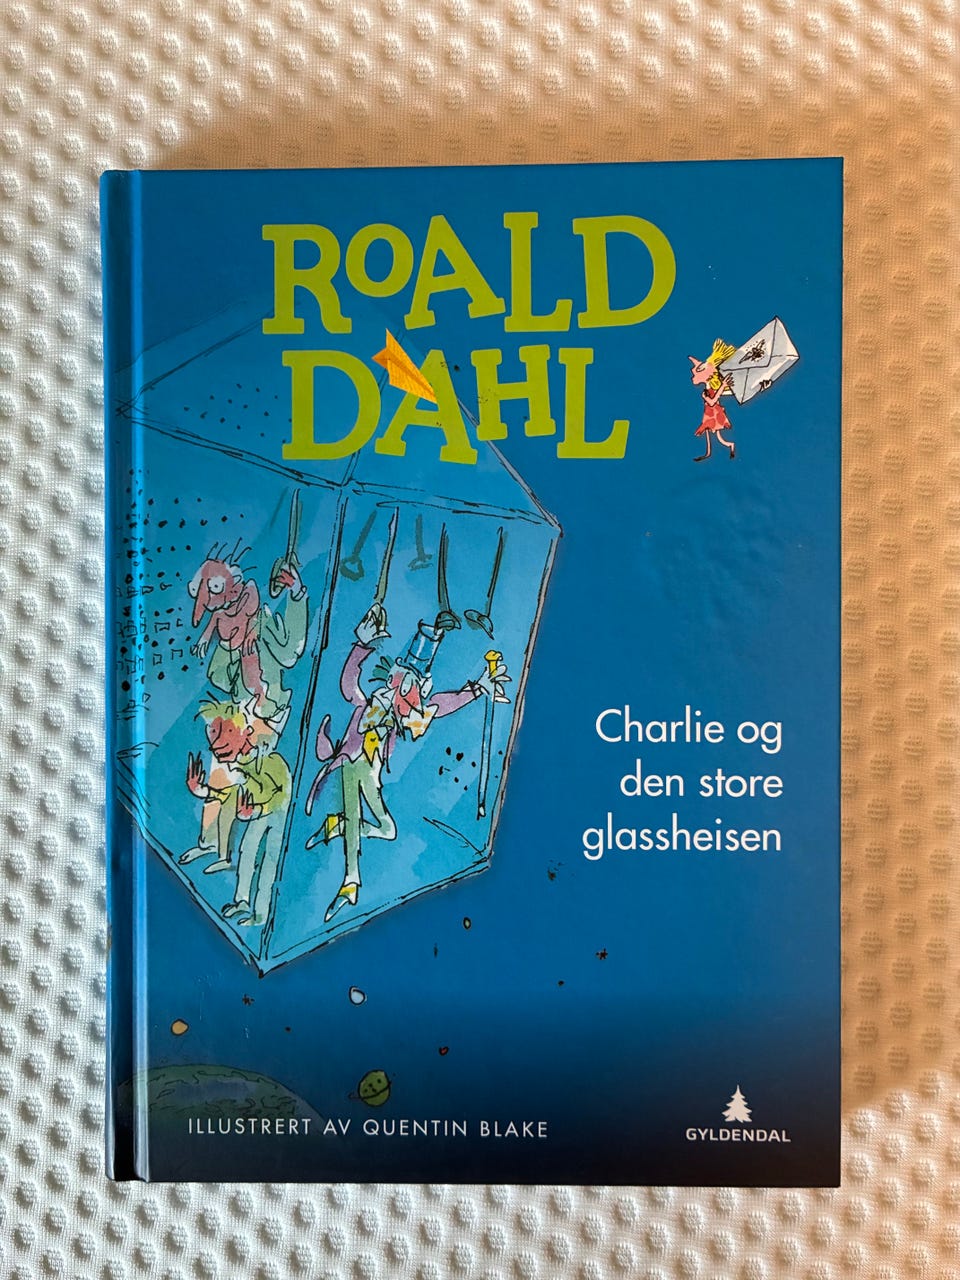 ROALD
DAHL
Charlie og
den store
glassheisen
ILLUSTRERT AV QUENTIN BLAKE
GYLDENDAL